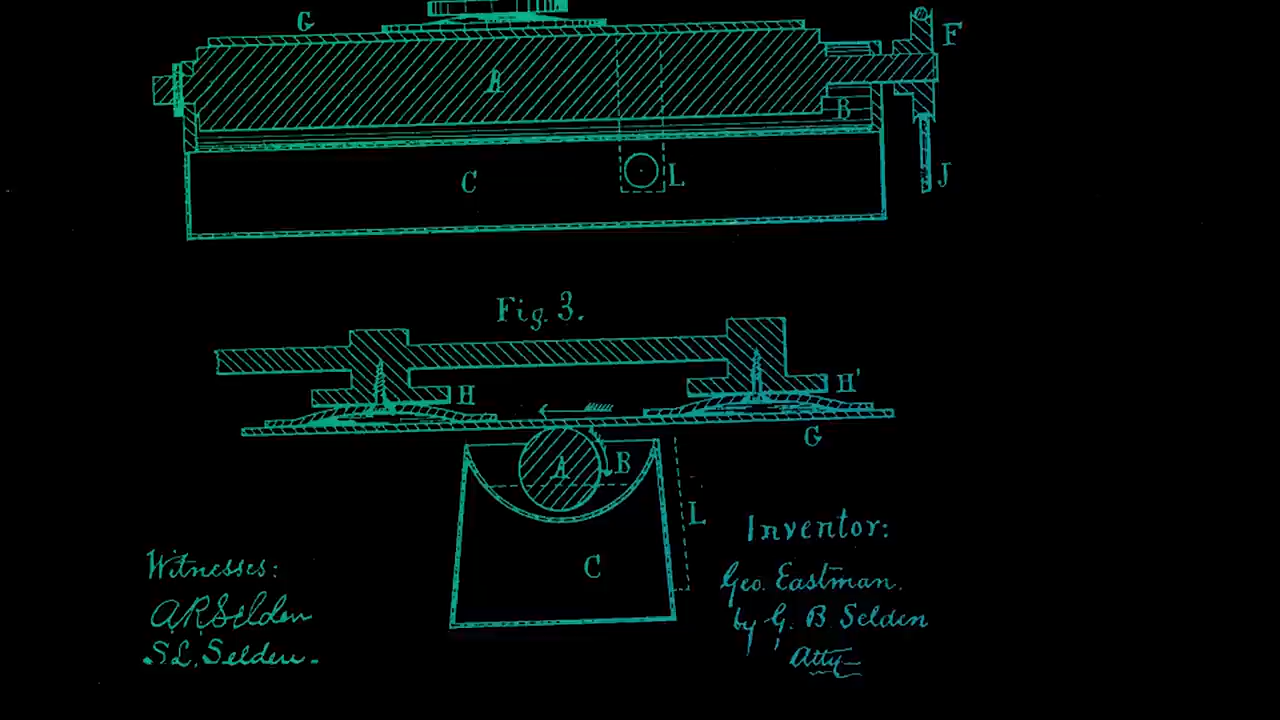 G
F
A
B
C
L
J
Fig. 3.
H
H'
G
A
B
L
C
Inventor:
Geo. Eastman.
by G. B. Selden
Atty
Witnesses:
A.R. Selden
S.L. Selden.